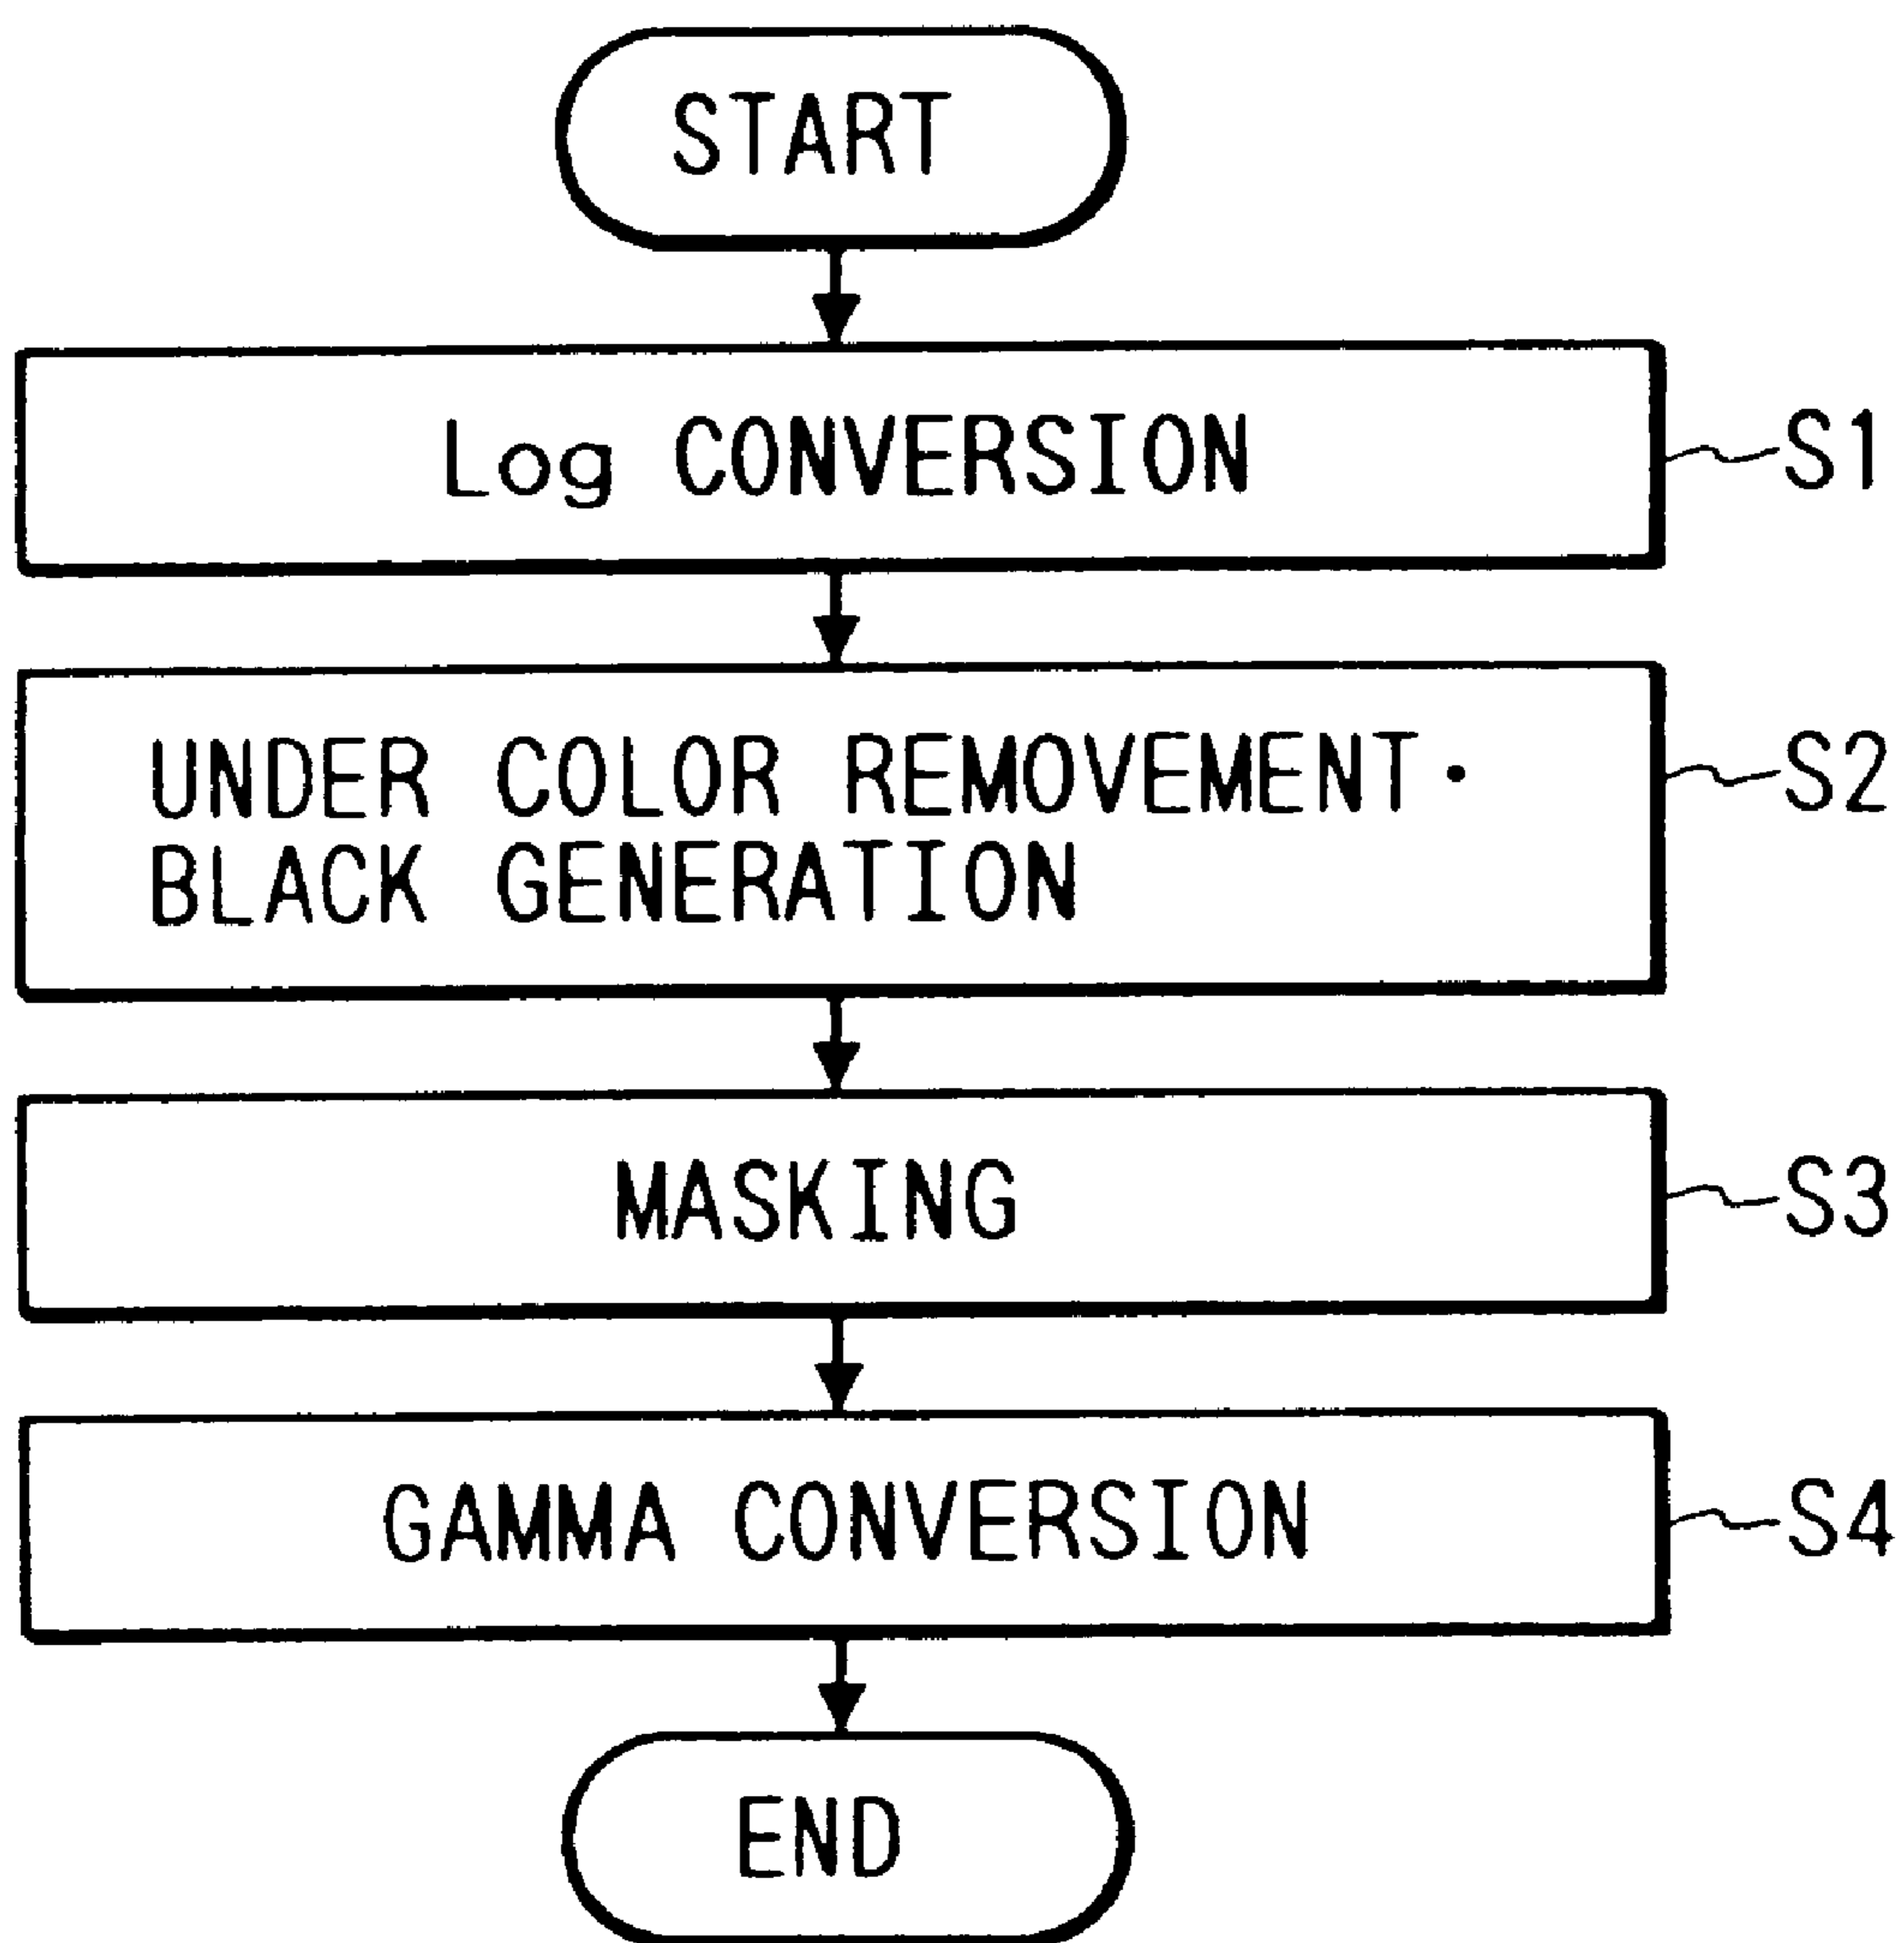 START
Log CONVERSION
S1
UNDER COLOR REMOVEMENT·
BLACK GENERATION
S2
MASKING
S3
GAMMA CONVERSION
S4
END